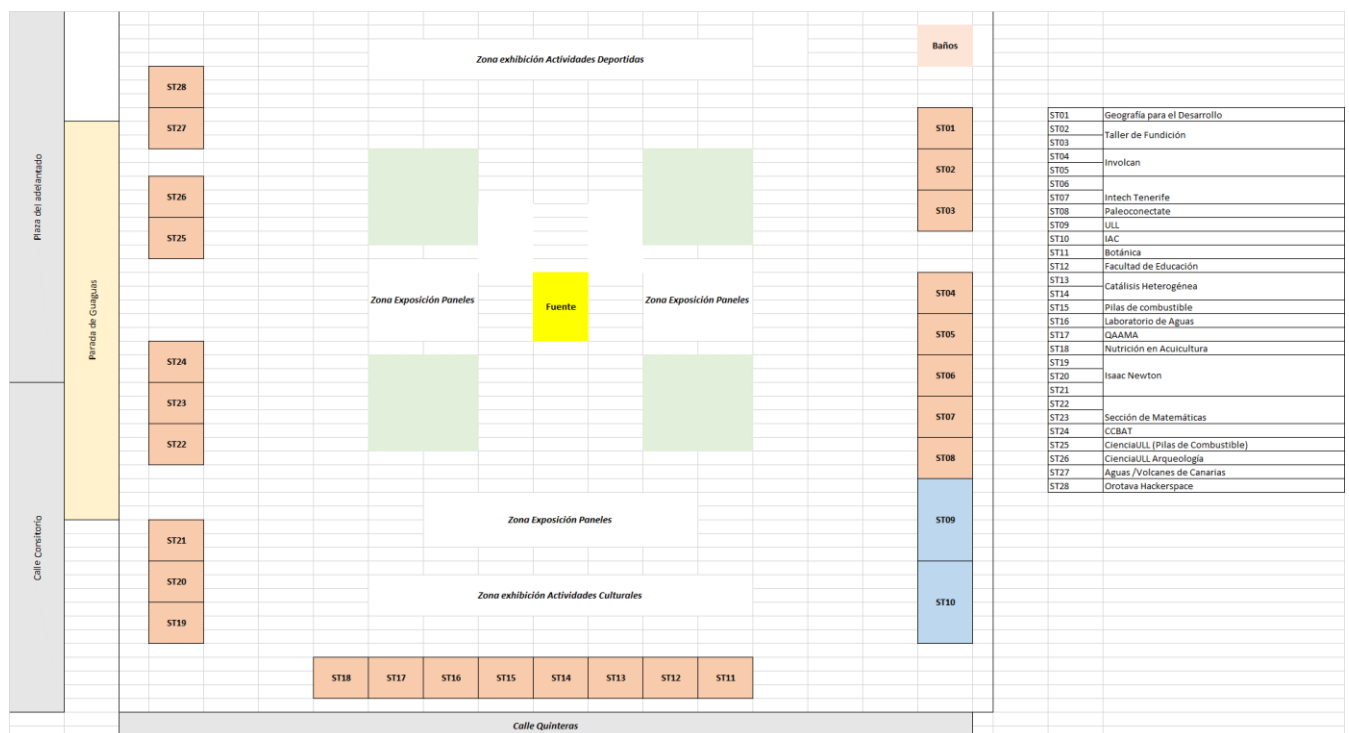 Baños
Zona exhibición Actividades Deportidas
ST28
ST27
ST26
ST25
ST24
ST23
ST22
ST21
ST20
ST19
Plaza del adelantado
Calle Consitorio
Parada de Guaguas
Zona Exposición Paneles
Fuente
Zona Exposición Paneles
Zona Exposición Paneles
Zona exhibición Actividades Culturales
ST18 ST17 ST16 ST15 ST14 ST13 ST12 ST11
Calle Quinteras
ST01
ST02
ST03
ST04
ST05
ST06
ST07
ST08
ST09
ST10
ST01 Geografía para el Desarrollo
ST02
Taller de Fundición
ST03
ST04
Involcan
ST05
ST06
ST07 Intech Tenerife
ST08 Paleoconectate
ST09 ULL
ST10 IAC
ST11 Botánica
ST12 Facultad de Educación
ST13
Catálisis Heterogénea
ST14
ST15 Pilas de combustible
ST16 Laboratorio de Aguas
ST17 QAAMA
ST18 Nutrición en Acuicultura
ST19
ST20 Isaac Newton
ST21
ST22
ST23 Sección de Matemáticas
ST24 CCBAT
ST25 CienciaULL (Pilas de Combustible)
ST26 CienciaULL Arqueología
ST27 Aguas /Volcanes de Canarias
ST28 Orotava Hackerspace